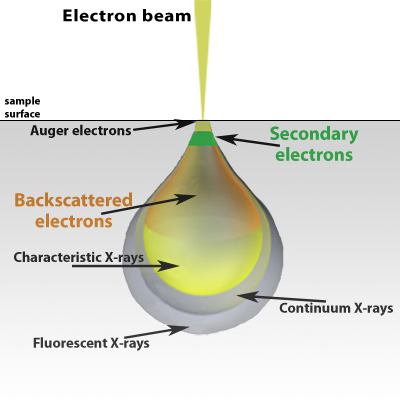 Electron beam
sample
surface
Auger electrons
Secondary
electrons
Backscattered
electrons
Characteristic X-rays
Continuum X-rays
Fluorescent X-rays